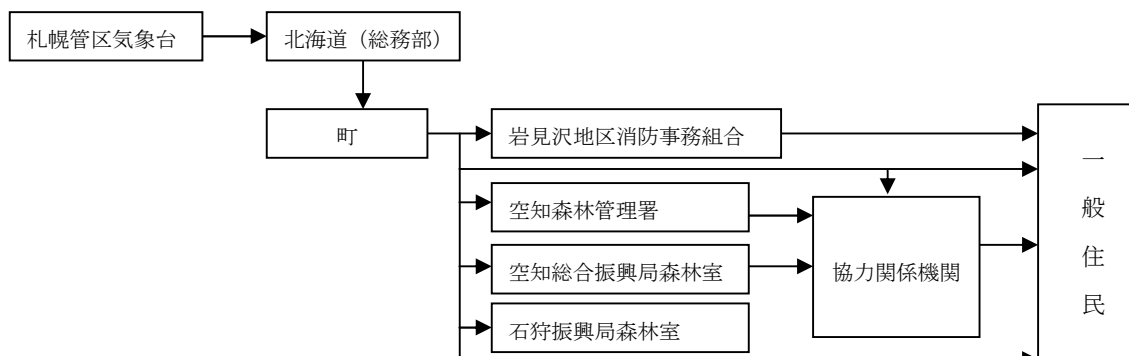 札幌管区気象台
北海道（総務部）
町
岩見沢地区消防事務組合
空知森林管理署
空知総合振興局森林室
石狩振興局森林室
協力関係機関
一般住民